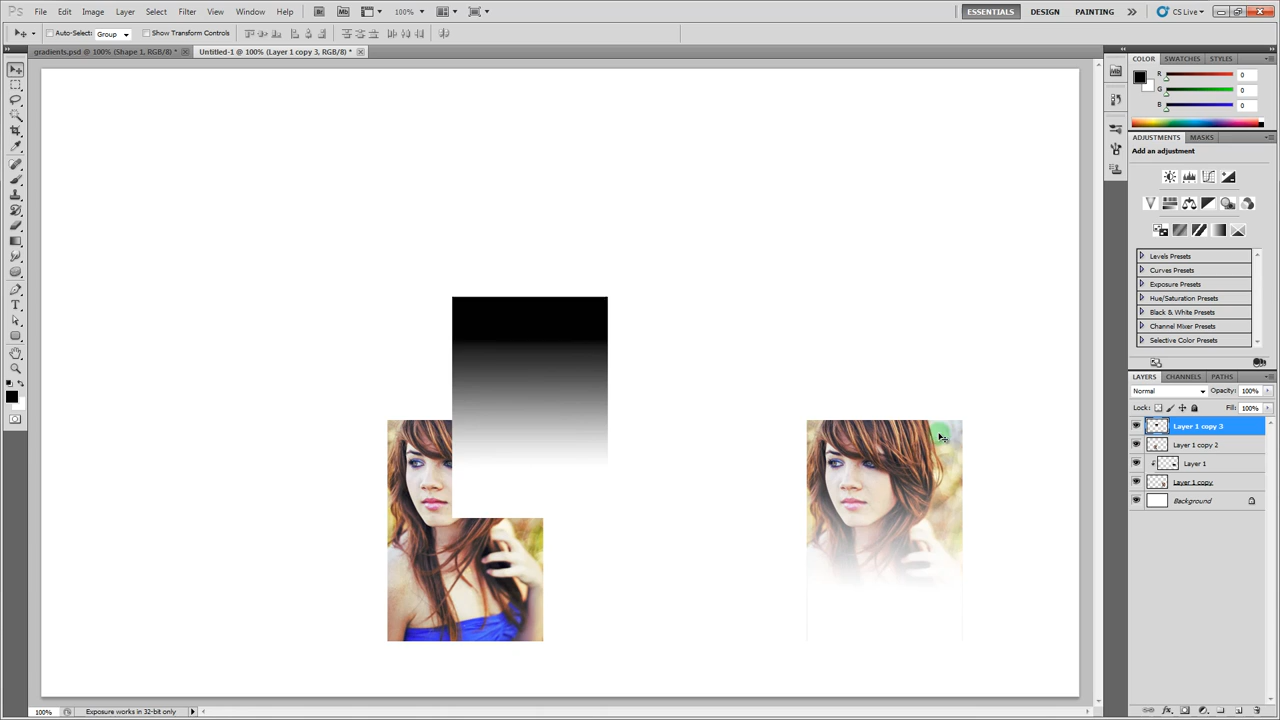 Ps File Edit Image Layer Select Filter Analysis 3D View Window Help Br Mb 100% ESSENTIALS DESIGN PAINTING CS Live
Auto-Select: Group Show Transform Controls
gradients.psd @ 100% (Shape 1, RGB/8) * Untitled-1 @ 100% (Layer 1 copy 3, RGB/8) *
COLOR SWATCHES STYLES
R 0
G 0
B 0
ADJUSTMENTS MASKS
Add an adjustment
Levels Presets
Curves Presets
Exposure Presets
Hue/Saturation Presets
Black & White Presets
Channel Mixer Presets
Selective Color Presets
LAYERS CHANNELS PATHS
Normal Opacity: 100%
Lock: Fill: 100%
Layer 1 copy 3
Layer 1 copy 2
Layer 1
Layer 1 copy
Background
100% Exposure works in 32-bit only